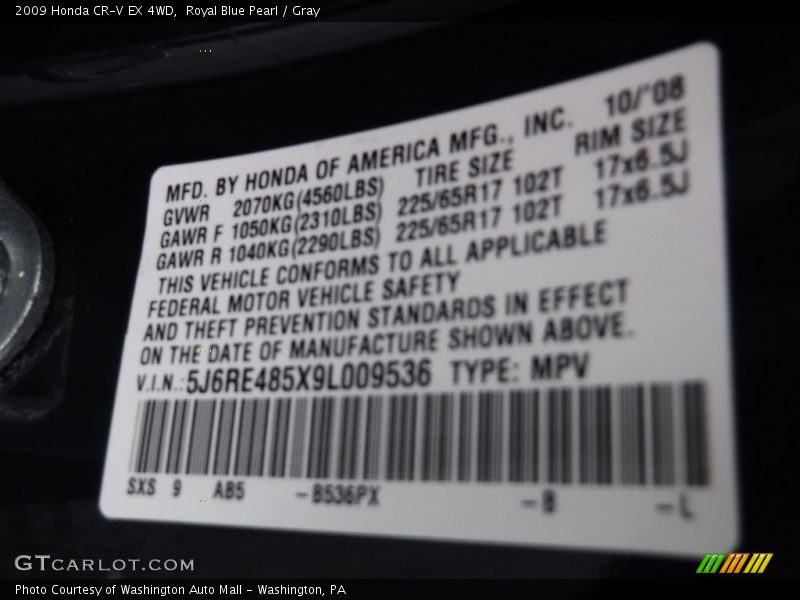 2009 Honda CR-V EX 4WD, Royal Blue Pearl / Gray
MFD. BY HONDA OF AMERICA MFG., INC. 10/'08
GVWR 2070KG(4560LBS) TIRE SIZE RIM SIZE
GAWR F 1050KG(2310LBS) 225/65R17 102T 17x6.5J
GAWR R 1040KG(2290LBS) 225/65R17 102T 17x6.5J
THIS VEHICLE CONFORMS TO ALL APPLICABLE
FEDERAL MOTOR VEHICLE SAFETY
AND THEFT PREVENTION STANDARDS IN EFFECT
ON THE DATE OF MANUFACTURE SHOWN ABOVE.
V.I.N.: 5J6RE485X9L009536 TYPE: MPV
SXS 9 AB5 -B536PX -B -L
GTCARLOT.COM
Photo Courtesy of Washington Auto Mall - Washington, PA